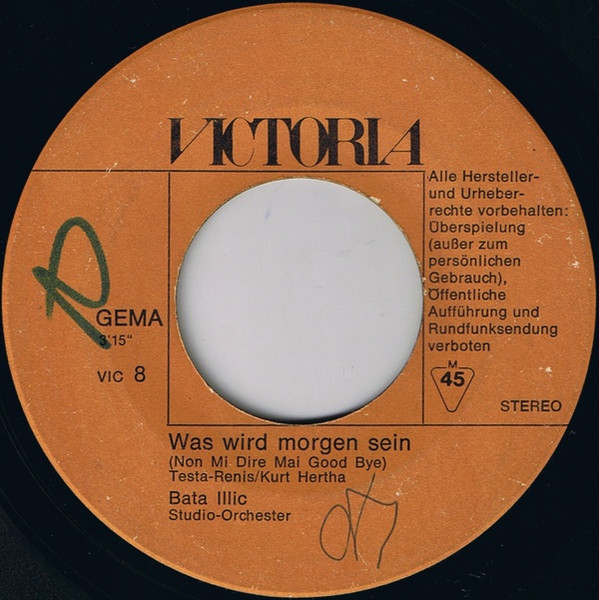 VICTORIA
Alle Hersteller-
und Urheber-
rechte vorbehalten:
Überspielung
(außer zum
persönlichen
Gebrauch),
Öffentliche
Aufführung und
Rundfunksendung
verboten
GEMA
3'15"
VIC 8
M
45
STEREO
Was wird morgen sein
(Non Mi Dire Mai Good Bye)
Testa-Renis/Kurt Hertha
Bata Illic
Studio-Orchester